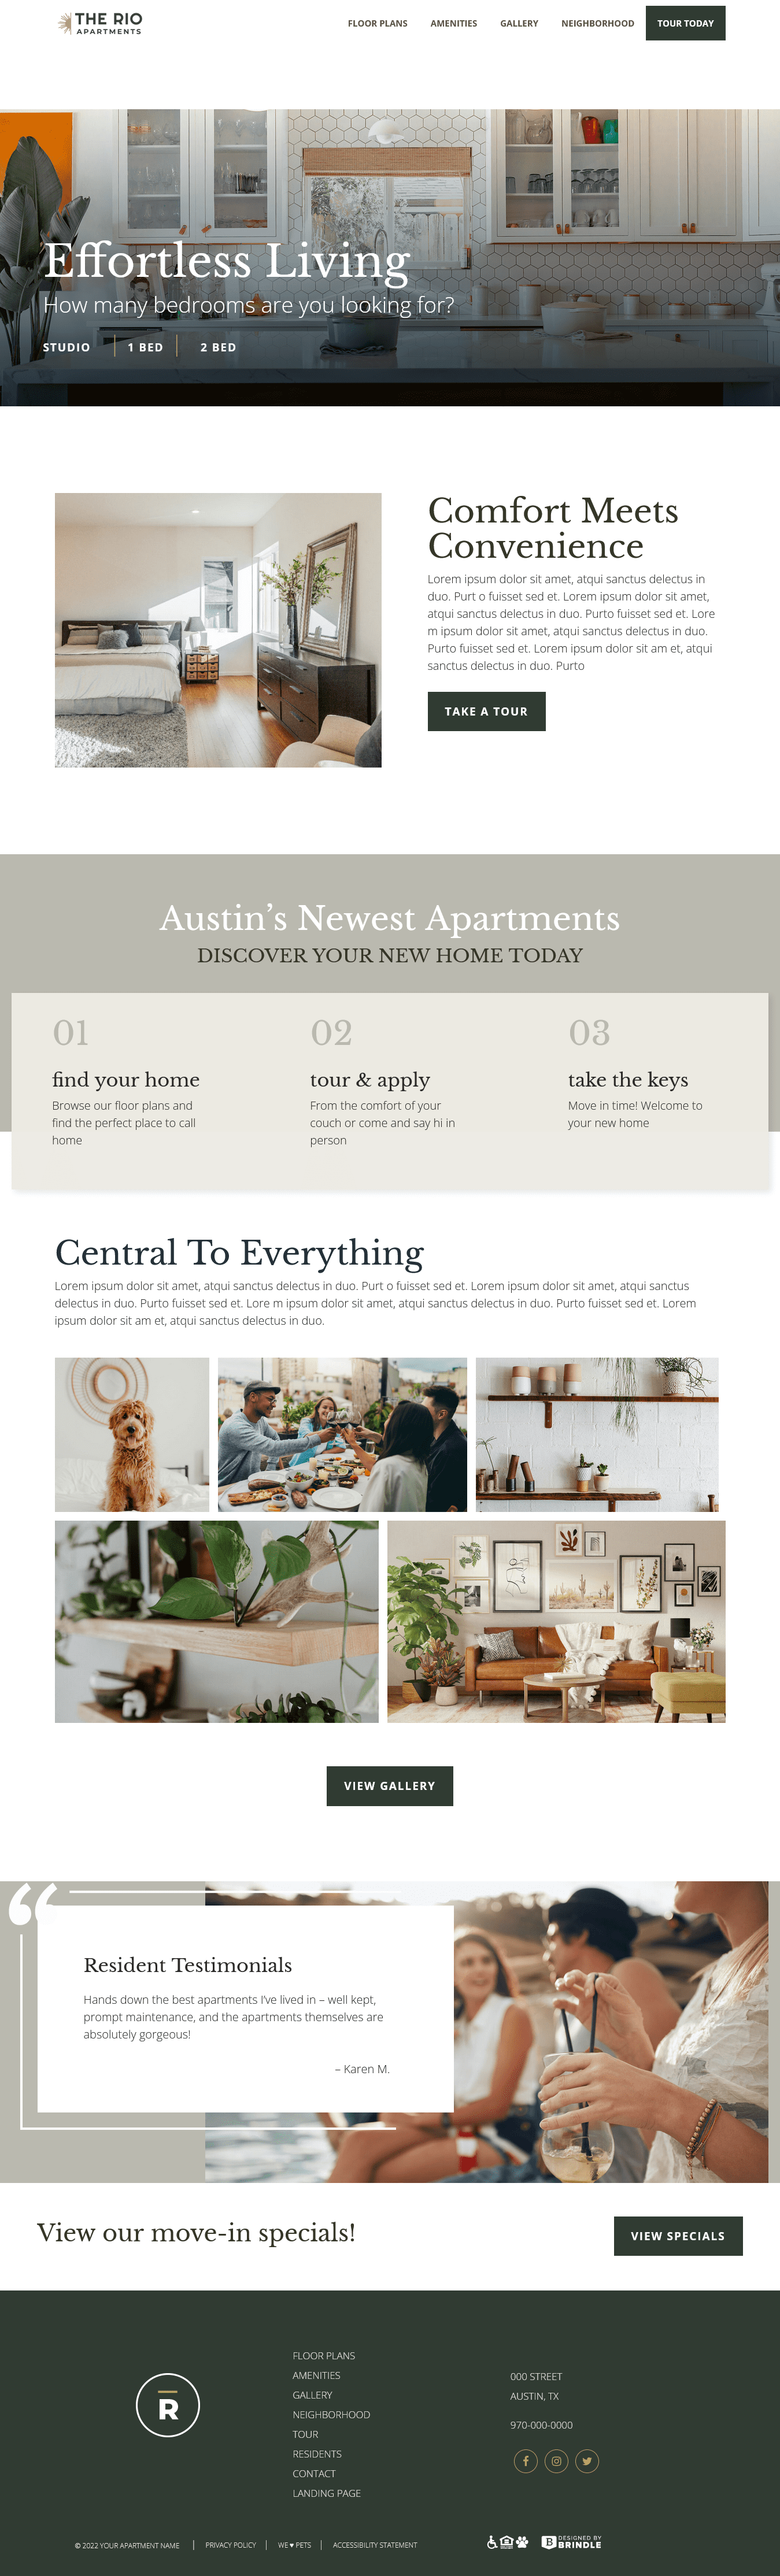 THE RIO
APARTMENTS
FLOOR PLANS
AMENITIES
GALLERY
NEIGHBORHOOD
TOUR TODAY
Effortless Living
How many bedrooms are you looking for?
STUDIO
1 BED
2 BED
Comfort Meets
Convenience
Lorem ipsum dolor sit amet, atqui sanctus delectus in
duo. Purt o fuisset sed et. Lorem ipsum dolor sit amet,
atqui sanctus delectus in duo. Purto fuisset sed et. Lore
m ipsum dolor sit amet, atqui sanctus delectus in duo.
Purto fuisset sed et. Lorem ipsum dolor sit am et, atqui
sanctus delectus in duo. Purto
TAKE A TOUR
Austin’s Newest Apartments
DISCOVER YOUR NEW HOME TODAY
01
find your home
Browse our floor plans and
find the perfect place to call
home
02
tour & apply
From the comfort of your
couch or come and say hi in
person
03
take the keys
Move in time! Welcome to
your new home
Central To Everything
Lorem ipsum dolor sit amet, atqui sanctus delectus in duo. Purt o fuisset sed et. Lorem ipsum dolor sit amet, atqui sanctus
delectus in duo. Purto fuisset sed et. Lore m ipsum dolor sit amet, atqui sanctus delectus in duo. Purto fuisset sed et. Lorem
ipsum dolor sit am et, atqui sanctus delectus in duo.
VIEW GALLERY
“
Resident Testimonials
Hands down the best apartments I’ve lived in – well kept,
prompt maintenance, and the apartments themselves are
absolutely gorgeous!
– Karen M.
View our move-in specials!
VIEW SPECIALS
R
FLOOR PLANS
AMENITIES
GALLERY
NEIGHBORHOOD
TOUR
RESIDENTS
CONTACT
LANDING PAGE
000 STREET
AUSTIN, TX
970-000-0000
© 2022 YOUR APARTMENT NAME
PRIVACY POLICY
WE ♥ PETS
ACCESSIBILITY STATEMENT
B DESIGNED BY
BRINDLE